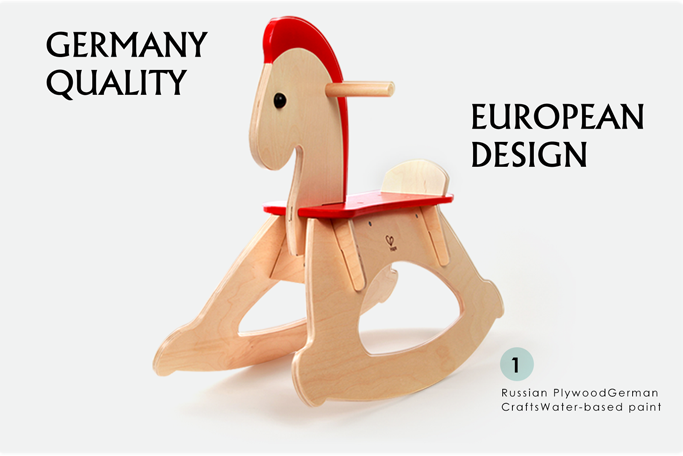 GERMANY
QUALITY
EUROPEAN
DESIGN
1
Russian PlywoodGerman
CraftsWater-based paint